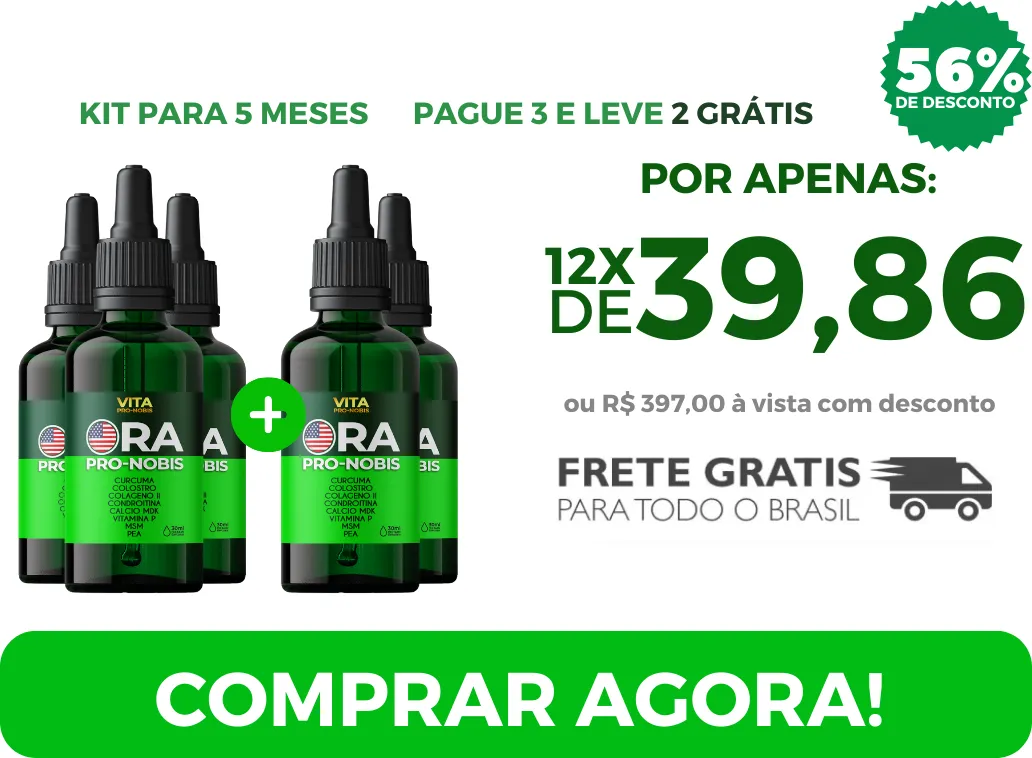 56%
DE DESCONTO
KIT PARA 5 MESES
PAGUE 3 E LEVE 2 GRÁTIS
POR APENAS:
12X
DE
39,86
ou R$ 397,00 à vista com desconto
FRETE GRATIS
PARA TODO O BRASIL
VITA
PRO-NOBIS
ORA
PRO-NOBIS
CURCUMA
COLOSTRO
COLAGENO II
CONDROITINA
CALCIO MDK
VITAMINA P
MSM
PEA
30ml
+
VITA
PRO-NOBIS
ORA
PRO-NOBIS
CURCUMA
COLOSTRO
COLAGENO II
CONDROITINA
CALCIO MDK
VITAMINA P
MSM
PEA
30ml
COMPRAR AGORA!